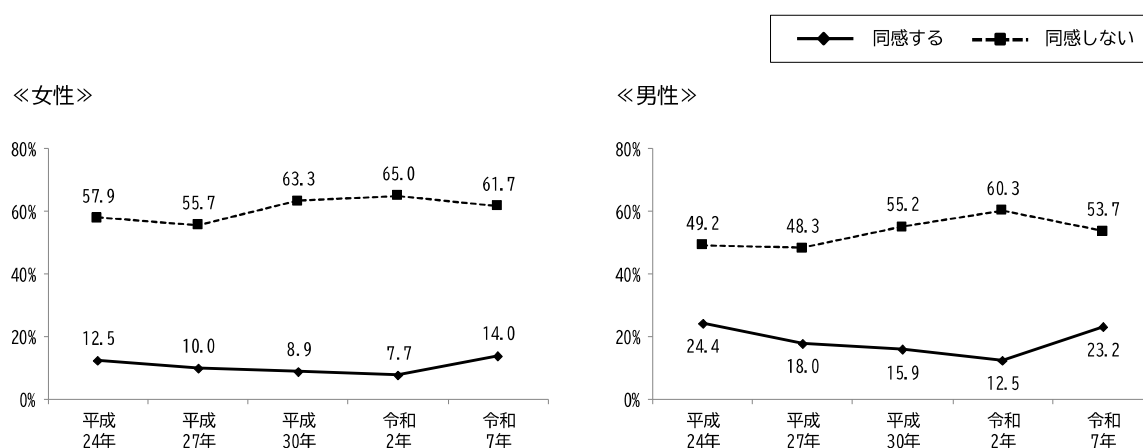 同感する 同感しない
≪女性≫
80%
60%
40%
20%
0%
57.9 55.7 63.3 65.0 61.7
12.5 10.0 8.9 7.7 14.0
平成 平成 平成 令和 令和
24年 27年 30年 2年 7年
≪男性≫
80%
60%
40%
20%
0%
49.2 48.3 55.2 60.3 53.7
24.4 18.0 15.9 12.5 23.2
平成 平成 平成 令和 令和
24年 27年 30年 2年 7年